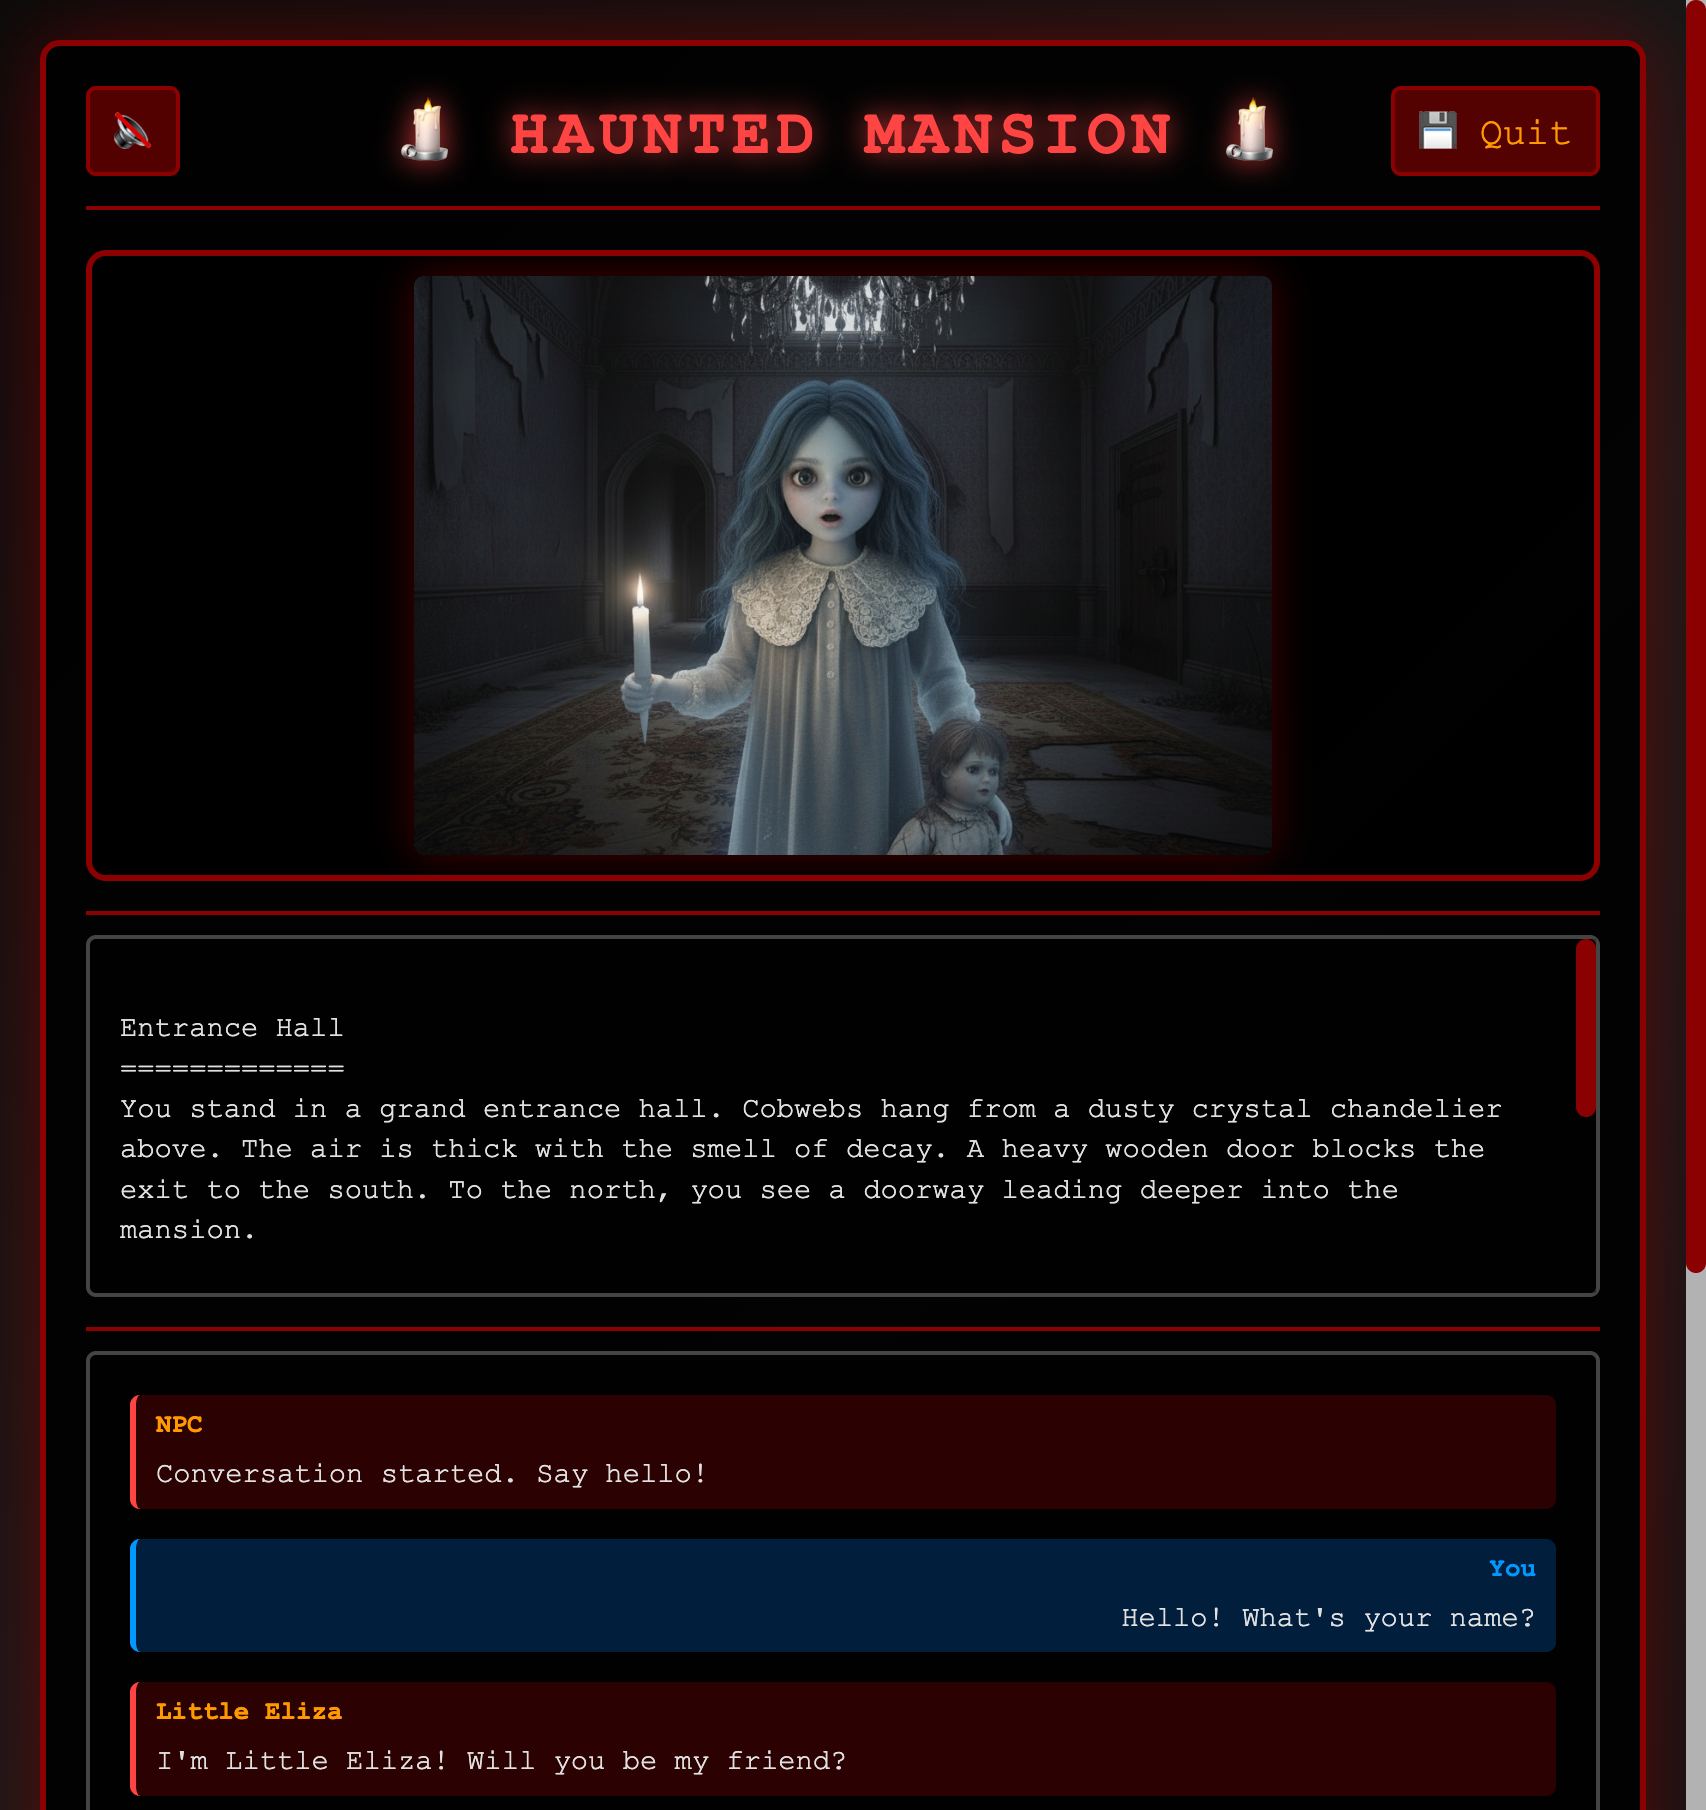 HAUNTED MANSION
Quit
Entrance Hall
=============
You stand in a grand entrance hall. Cobwebs hang from a dusty crystal chandelier
above. The air is thick with the smell of decay. A heavy wooden door blocks the
exit to the south. To the north, you see a doorway leading deeper into the
mansion.
NPC
Conversation started. Say hello!
You
Hello! What's your name?
Little Eliza
I'm Little Eliza! Will you be my friend?